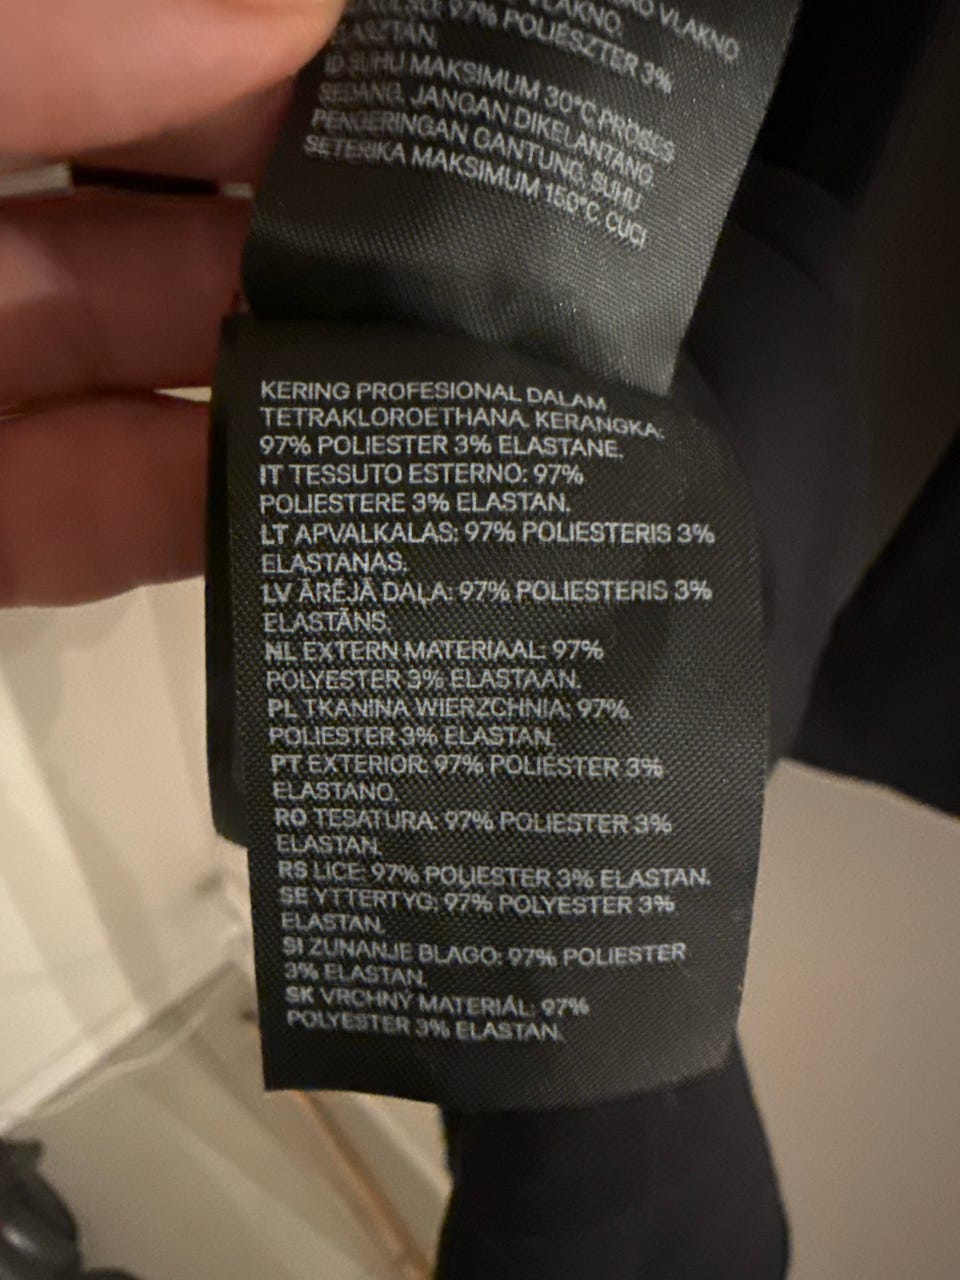 KO VLAKNO
VLAKNO.
97% POLIÉSZTER 3%
ELASZTÁN.
ID SUHU MAKSIMUM 30°C PROSES
SEDANG, JANGAN DIKELANTANG.
PENGERINGAN GANTUNG, SUHU
SETERIKA MAKSIMUM 150°C. CUCI
KERING PROFESIONAL DALAM
TETRAKLOROETHANA. KERANGKA:
97% POLIESTER 3% ELASTANE.
IT TESSUTO ESTERNO: 97%
POLIESTERE 3% ELASTAN.
LT APVALKALAS: 97% POLIESTERIS 3%
ELASTANAS.
LV ĀRĒJĀ DAĻA: 97% POLIESTERIS 3%
ELASTĀNS.
NL EXTERN MATERIAAL: 97%
POLYESTER 3% ELASTAAN.
PL TKANINA WIERZCHNIA: 97%
POLIESTER 3% ELASTAN.
PT EXTERIOR: 97% POLIÉSTER 3%
ELASTANO.
RO TESATURA: 97% POLIESTER 3%
ELASTAN.
RS LICE: 97% POLIJESTER 3% ELASTAN.
SE YTTERTYG: 97% POLYESTER 3%
ELASTAN.
SI ZUNANJE BLAGO: 97% POLIESTER
3% ELASTAN.
SK VRCHNÝ MATERIÁL: 97%
POLYESTER 3% ELASTAN.